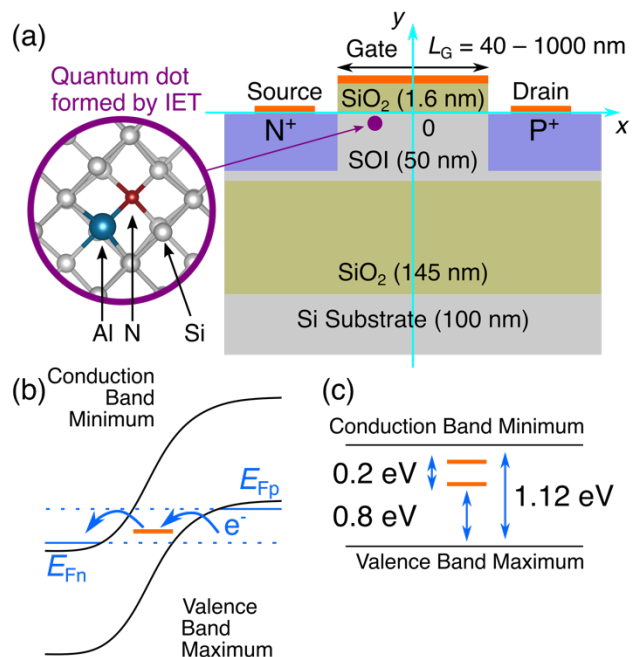 (a)
y
Gate L_G = 40 – 1000 nm
Quantum dot
formed by IET
Source
SiO₂ (1.6 nm)
Drain
N⁺
0
P⁺
x
SOI (50 nm)
SiO₂ (145 nm)
Al N Si
Si Substrate (100 nm)
(b)
Conduction
Band
Minimum
E_Fp
e⁻
E_Fn
Valence
Band
Maximum
(c)
Conduction Band Minimum
0.2 eV
1.12 eV
0.8 eV
Valence Band Maximum